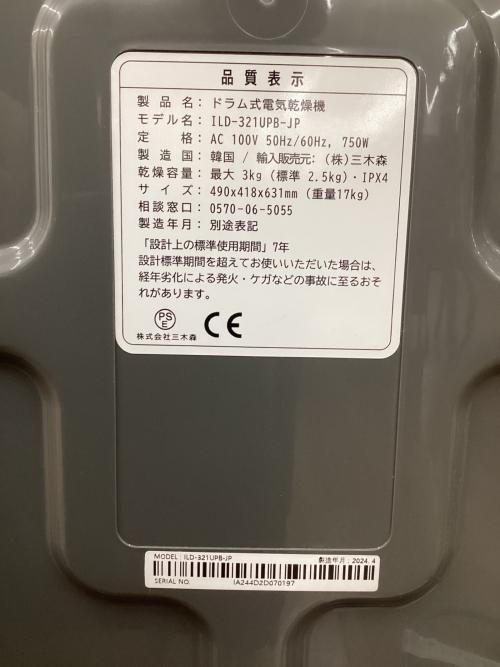 品質表示
製品名: ドラム式電気乾燥機
モデル名: ILD-321UPB-JP
定格: AC 100V 50Hz/60Hz, 750W
製造国: 韓国 / 輸入販売元: (株)三木森
乾燥容量: 最大 3kg (標準 2.5kg)・IPX4
サイズ: 490x418x631mm (重量17kg)
相談窓口: 0570-06-5055
製造年月: 別途表記
「設計上の標準使用期間」7年
設計標準期間を超えてお使いいただいた場合は、
経年劣化による発火・ケガなどの事故に至るおそ
れがあります。
PS
E
CE
株式会社三木森
MODEL : ILD-321UPB-JP 製造年月 : 2024. 4
SERIAL NO. IA244D2D070197